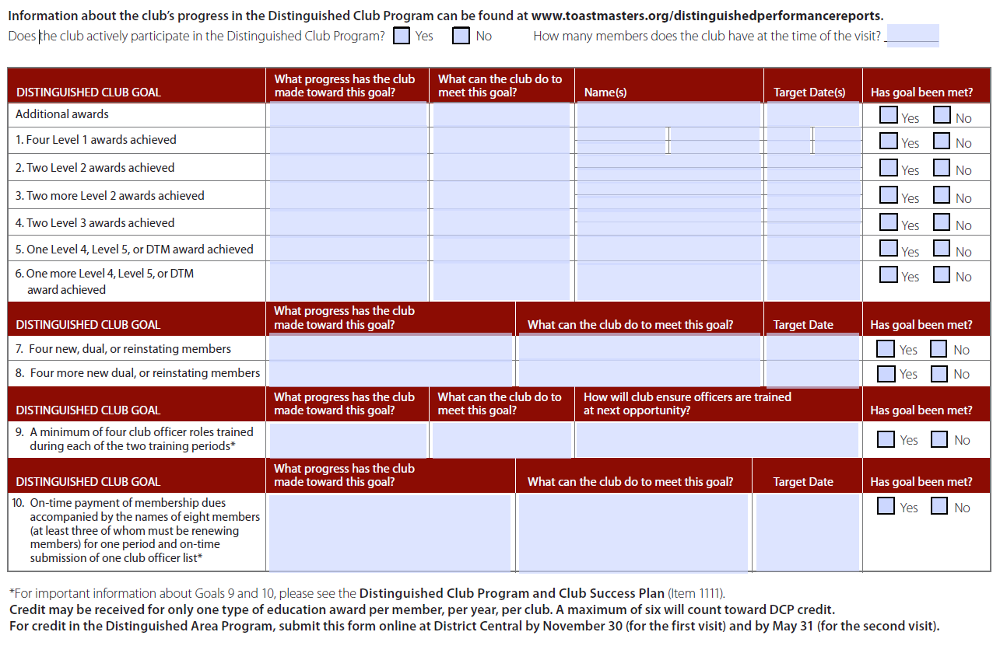 Information about the club's progress in the Distinguished Club Program can be found at www.toastmasters.org/distinguishedperformancereports.
Does the club actively participate in the Distinguished Club Program? Yes No How many members does the club have at the time of the visit? _______
DISTINGUISHED CLUB GOAL What progress has the club made toward this goal? What can the club do to meet this goal? Name(s) Target Date(s) Has goal been met?
Additional awards Yes No
1. Four Level 1 awards achieved Yes No
2. Two Level 2 awards achieved Yes No
3. Two more Level 2 awards achieved Yes No
4. Two Level 3 awards achieved Yes No
5. One Level 4, Level 5, or DTM award achieved Yes No
6. One more Level 4, Level 5, or DTM Yes No
award achieved
DISTINGUISHED CLUB GOAL What progress has the club made toward this goal? What can the club do to meet this goal? Target Date Has goal been met?
7. Four new, dual, or reinstating members Yes No
8. Four more new dual, or reinstating members Yes No
DISTINGUISHED CLUB GOAL What progress has the club made toward this goal? What can the club do to meet this goal? How will club ensure officers are trained at next opportunity? Has goal been met?
9. A minimum of four club officer roles trained Yes No
during each of the two training periods*
DISTINGUISHED CLUB GOAL What progress has the club made toward this goal? What can the club do to meet this goal? Target Date Has goal been met?
10. On-time payment of membership dues Yes No
accompanied by the names of eight members
(at least three of whom must be renewing
members) for one period and on-time
submission of one club officer list*
*For important information about Goals 9 and 10, please see the Distinguished Club Program and Club Success Plan (Item 1111).
Credit may be received for only one type of education award per member, per year, per club. A maximum of six will count toward DCP credit.
For credit in the Distinguished Area Program, submit this form online at District Central by November 30 (for the first visit) and by May 31 (for the second visit).